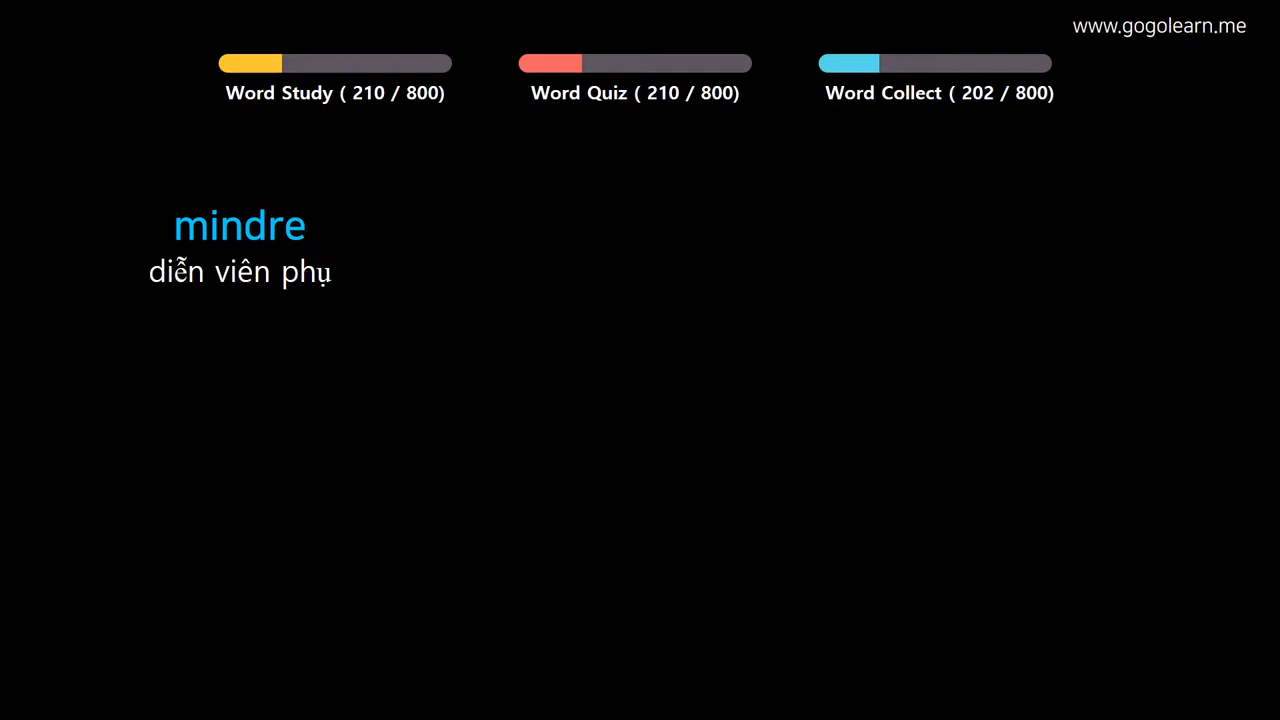 www.gogolearn.me
Word Study ( 210 / 800)
Word Quiz ( 210 / 800)
Word Collect ( 202 / 800)
mindre
diễn viên phụ